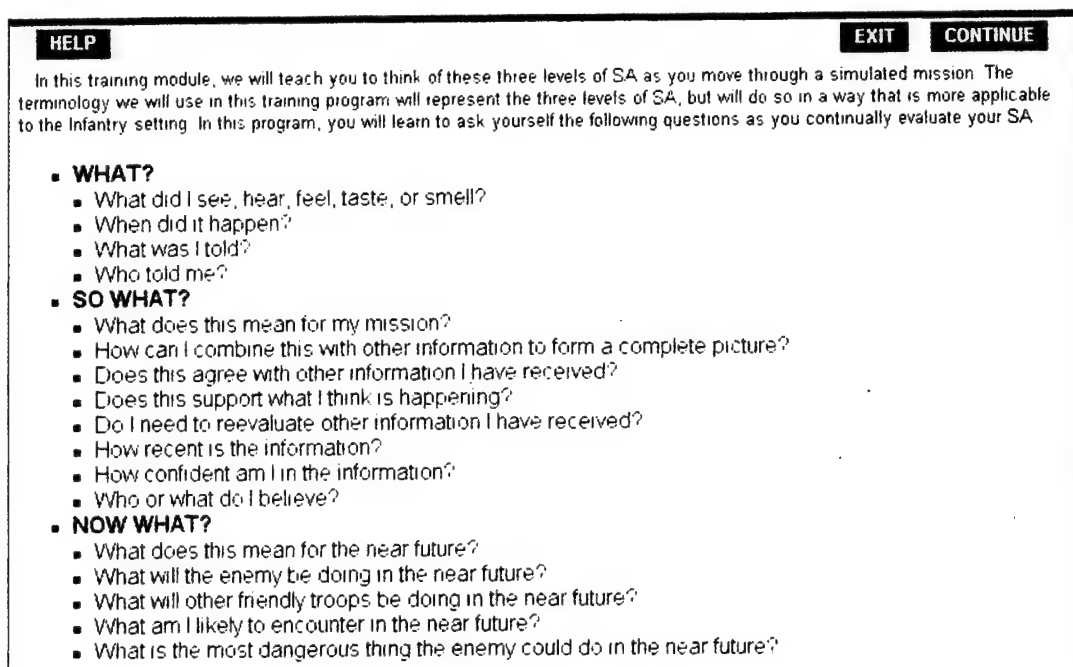 HELP EXIT CONTINUE
In this training module, we will teach you to think of these three levels of SA as you move through a simulated mission The
terminology we will use in this training program will represent the three levels of SA, but will do so in a way that is more applicable
to the Infantry setting In this program, you will learn to ask yourself the following questions as you continually evaluate your SA
▪ WHAT?
▪ What did I see, hear, feel, taste, or smell?
▪ When did it happen?
▪ What was I told?
▪ Who told me?
▪ SO WHAT?
▪ What does this mean for my mission?
▪ How can I combine this with other information to form a complete picture?
▪ Does this agree with other information I have received?
▪ Does this support what I think is happening?
▪ Do I need to reevaluate other information I have received?
▪ How recent is the information?
▪ How confident am I in the information?
▪ Who or what do I believe?
▪ NOW WHAT?
▪ What does this mean for the near future?
▪ What will the enemy be doing in the near future?
▪ What will other friendly troops be doing in the near future?
▪ What am I likely to encounter in the near future?
▪ What is the most dangerous thing the enemy could do in the near future?